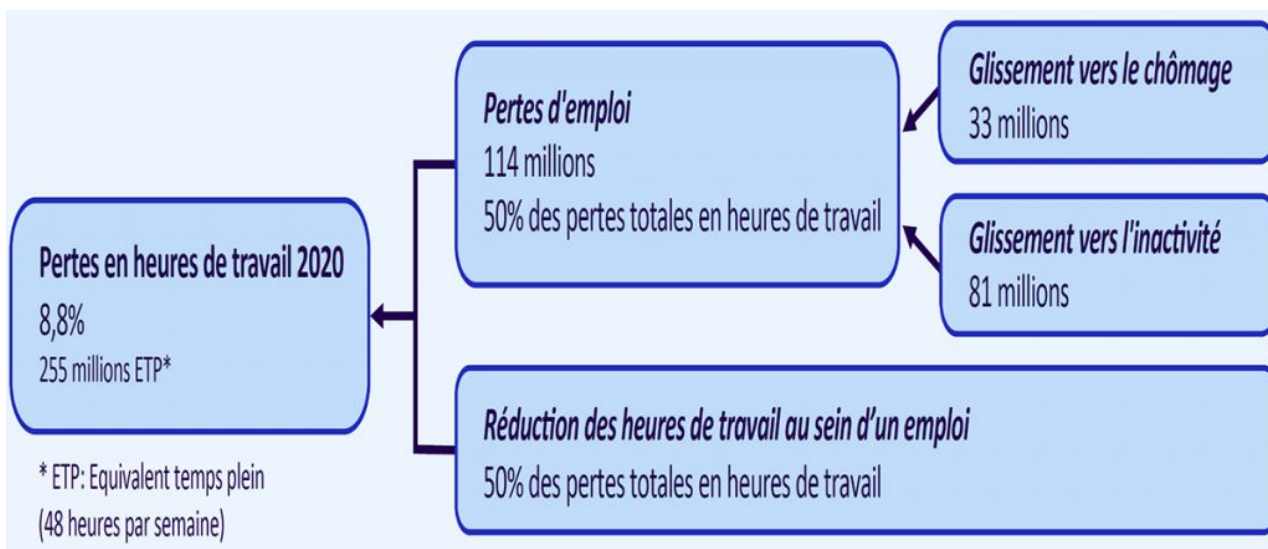 Pertes en heures de travail 2020
8,8%
255 millions ETP*
* ETP: Equivalent temps plein
(48 heures par semaine)
Pertes d'emploi
114 millions
50% des pertes totales en heures de travail
Glissement vers le chômage
33 millions
Glissement vers l'inactivité
81 millions
Réduction des heures de travail au sein d’un emploi
50% des pertes totales en heures de travail